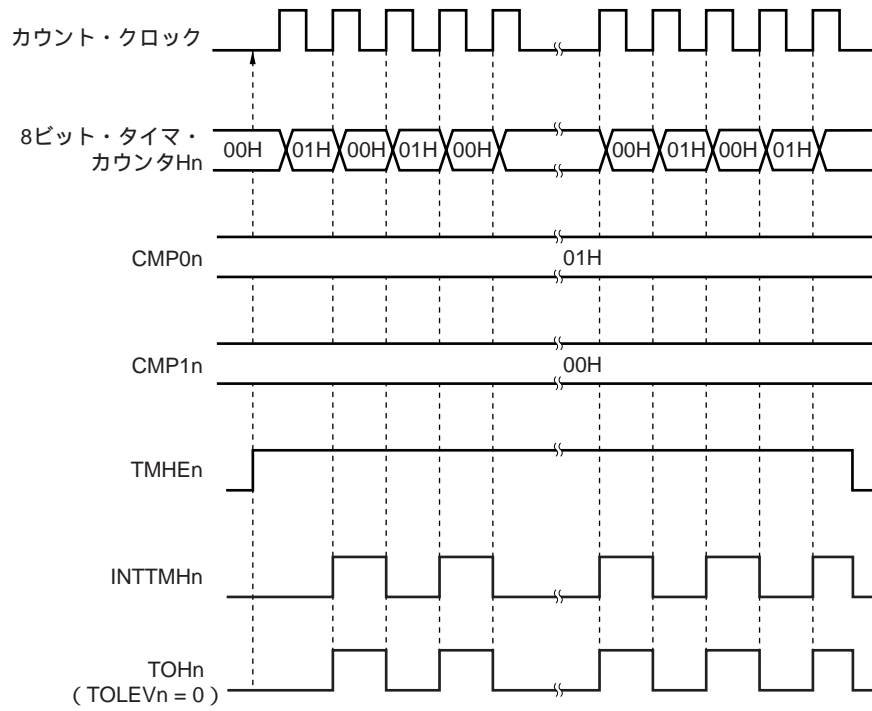 カウント・クロック
8ビット・タイマ・
カウンタHn
00H 01H 00H 01H 00H 00H 01H 00H 01H
CMP0n
01H
CMP1n
00H
TMHEn
INTTMHn
TOHn
( TOLEVn = 0 )